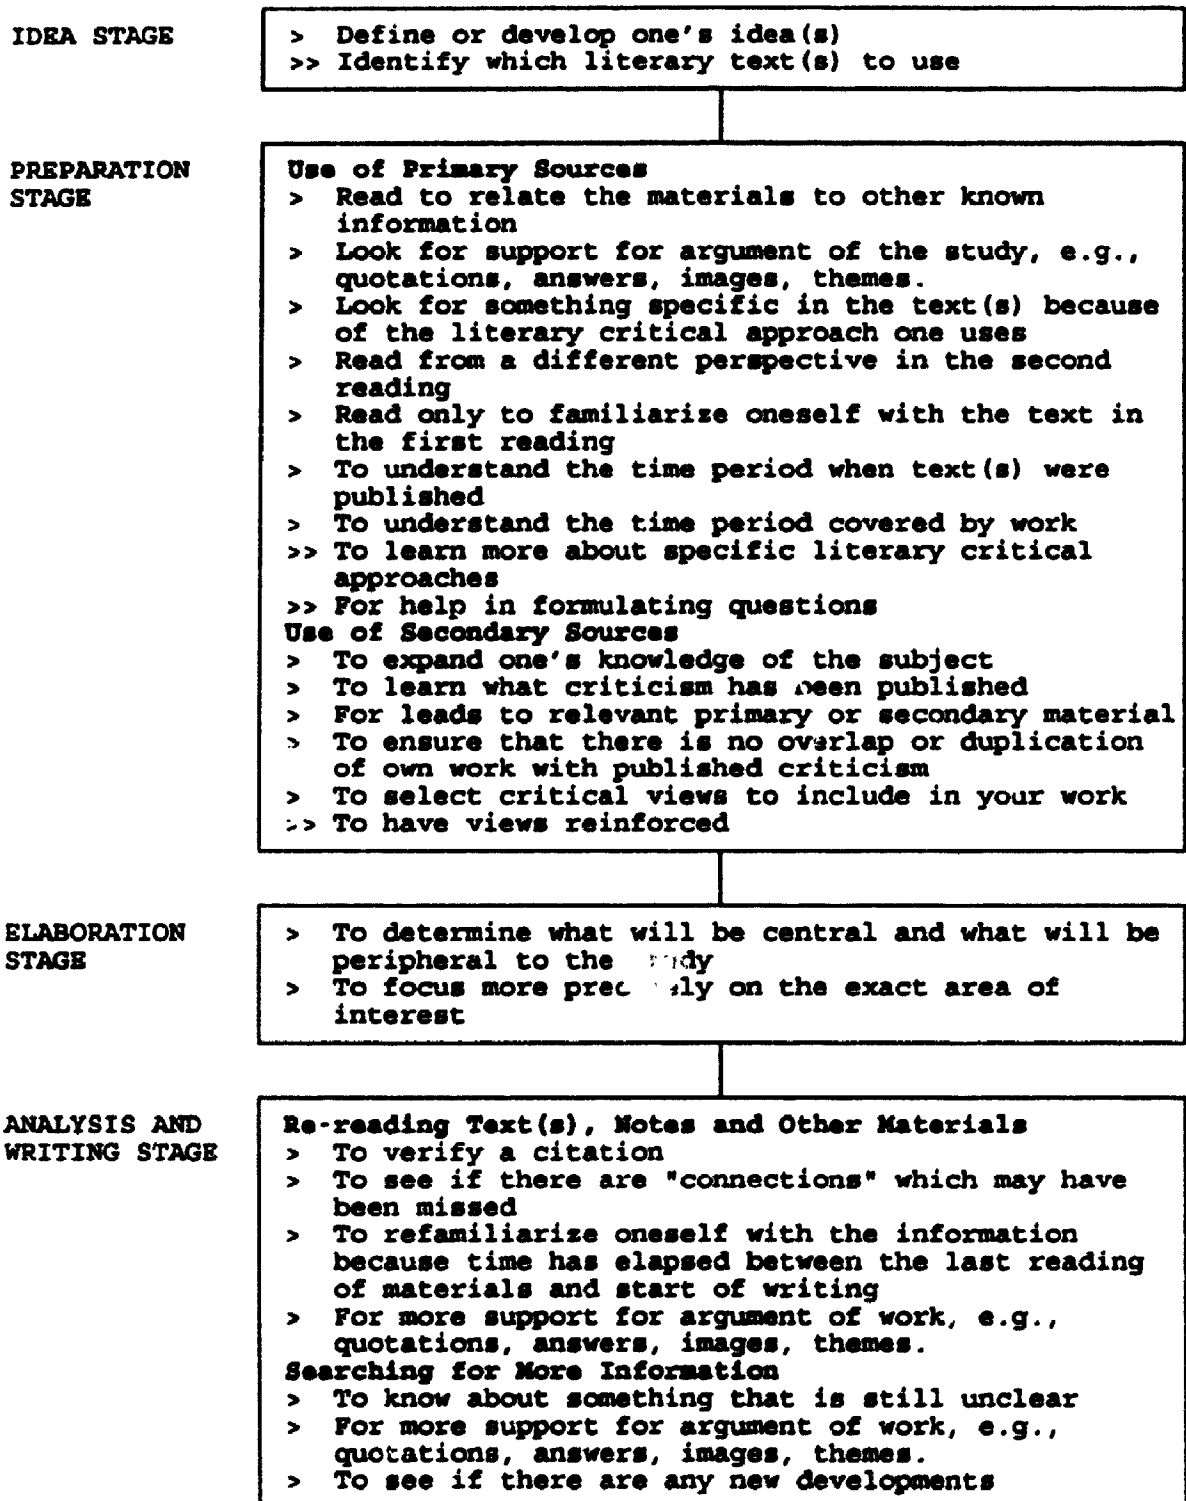 IDEA STAGE
> Define or develop one's idea(s)
>> Identify which literary text(s) to use
PREPARATION
STAGE
Use of Primary Sources
> Read to relate the materials to other known
information
> Look for support for argument of the study, e.g.,
quotations, answers, images, themes.
> Look for something specific in the text(s) because
of the literary critical approach one uses
> Read from a different perspective in the second
reading
> Read only to familiarize oneself with the text in
the first reading
> To understand the time period when text(s) were
published
> To understand the time period covered by work
>> To learn more about specific literary critical
approaches
>> For help in formulating questions
Use of Secondary Sources
> To expand one's knowledge of the subject
> To learn what criticism has been published
> For leads to relevant primary or secondary material
> To ensure that there is no overlap or duplication
of own work with published criticism
> To select critical views to include in your work
>> To have views reinforced
ELABORATION
STAGE
> To determine what will be central and what will be
peripheral to the
> To focus more on the exact area of
interest
ANALYSIS AND
WRITING STAGE
Re-reading Text(s), Notes and Other Materials
> To verify a citation
> To see if there are "connections" which may have
been missed
> To refamiliarize oneself with the information
because time has elapsed between the last reading
of materials and start of writing
> For more support for argument of work, e.g.,
quotations, answers, images, themes.
Searching for More Information
> To know about something that is still unclear
> For more support for argument of work, e.g.,
quotations, answers, images, themes.
> To see if there are any new developments